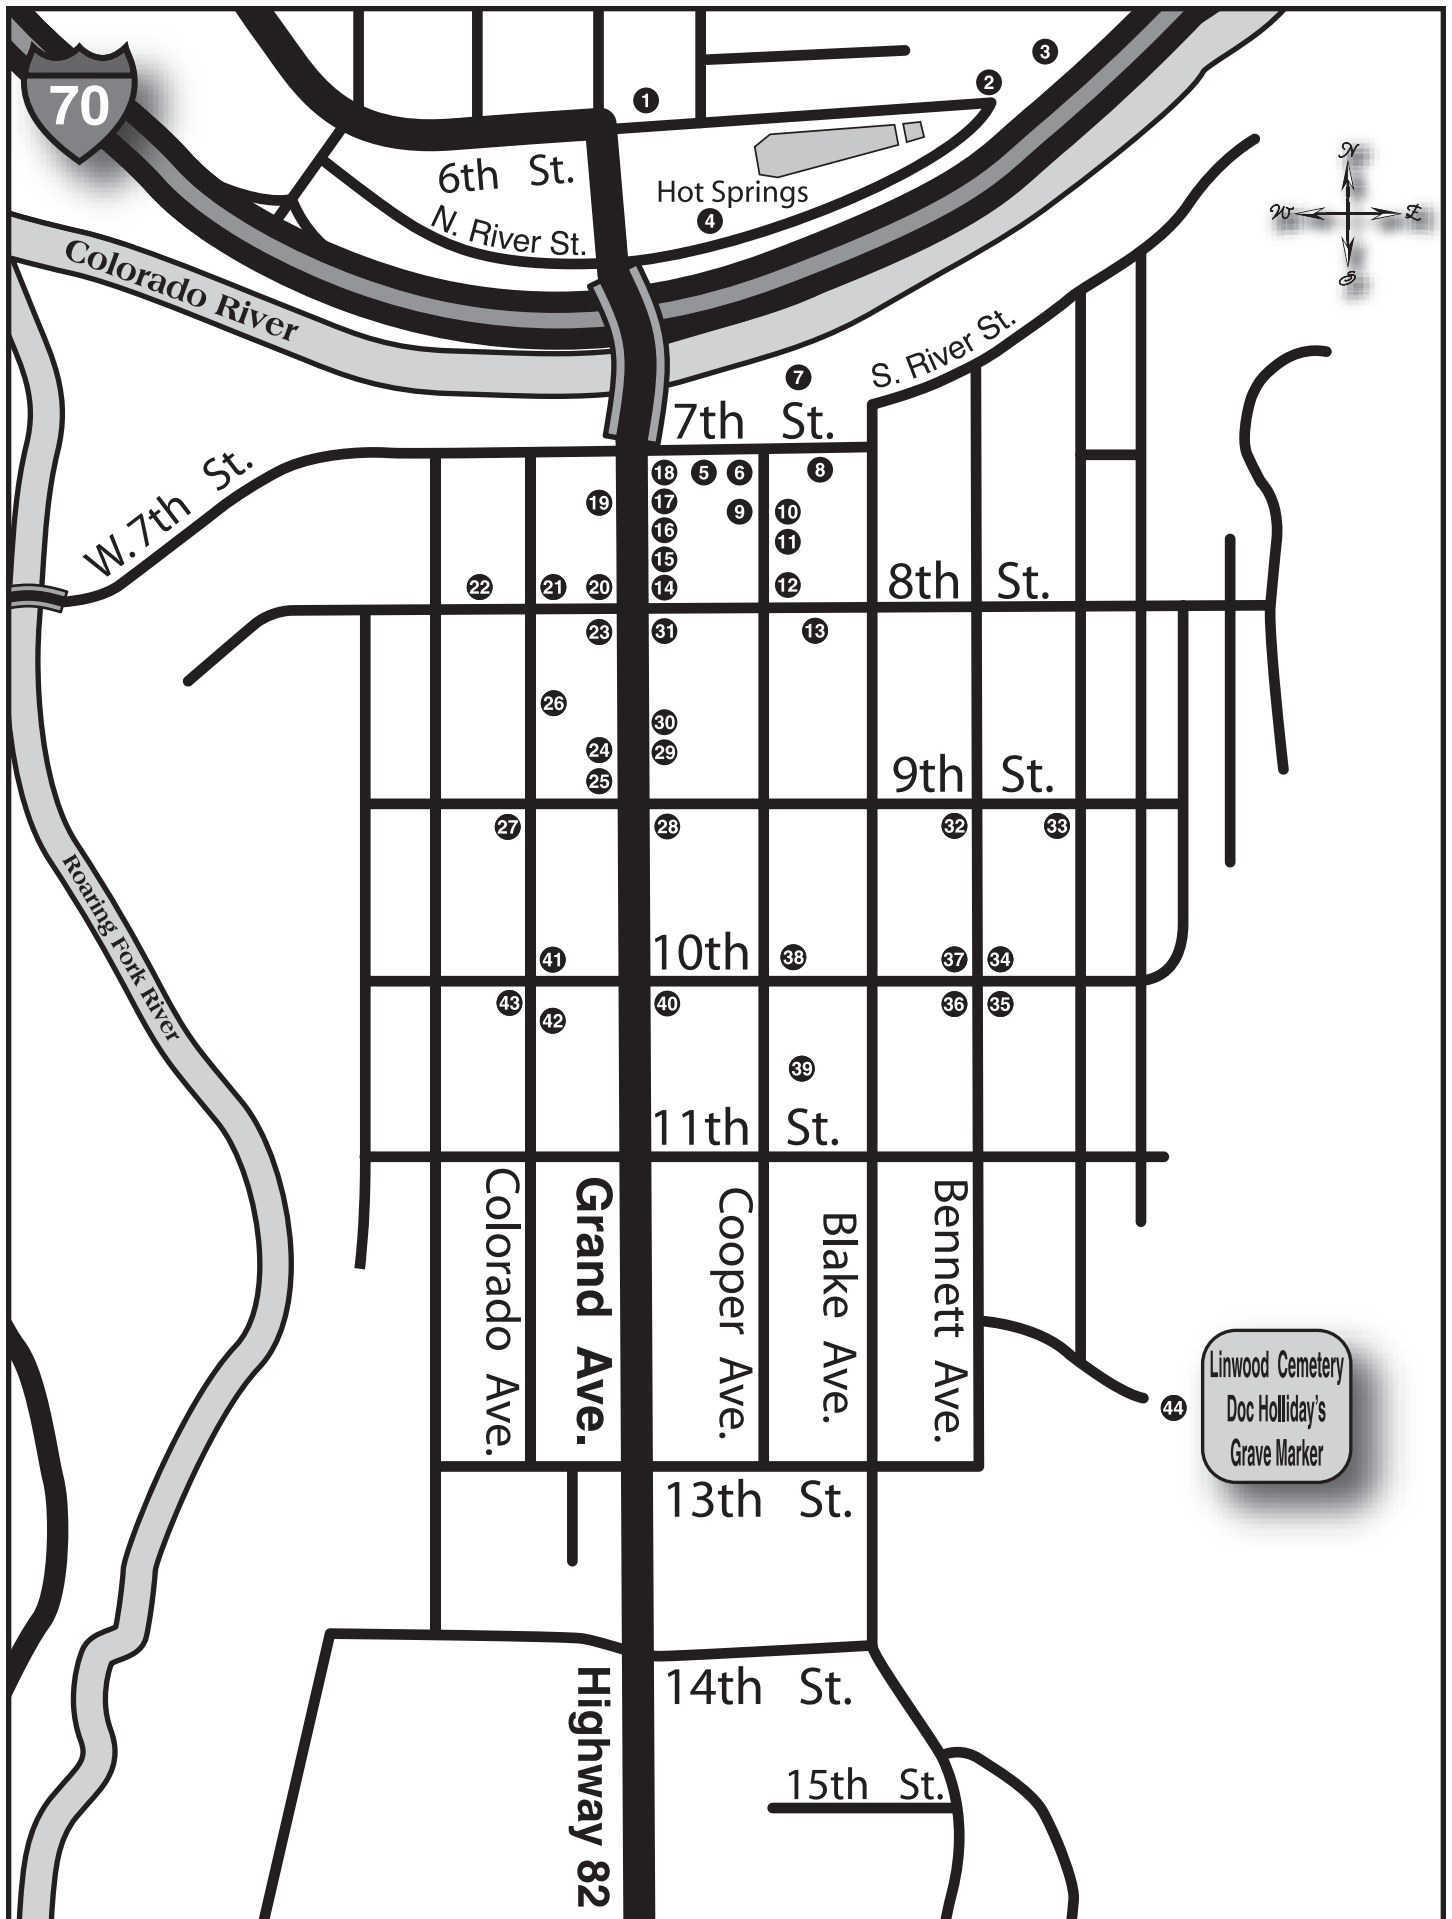 3
2
70
1
6th St.
Hot Springs
N. River St.
4
N
W E
S
Colorado River
S. River St.
7
7th St.
W. 7th St.
18 5 6 8
19 17 9 10
16 11
15
22 21 20 14 12
8th St.
23 31 13
26
30
24 29
25
9th St.
27 28 32 33
Roaring Fork River
10th
41 38 37 34
43 42 40 36 35
39
11th St.
Colorado Ave.
Grand Ave.
Cooper Ave.
Blake Ave.
Bennett Ave.
44
Linwood Cemetery
Doc Holliday's
Grave Marker
13th St.
14th St.
Highway 82
15th St.